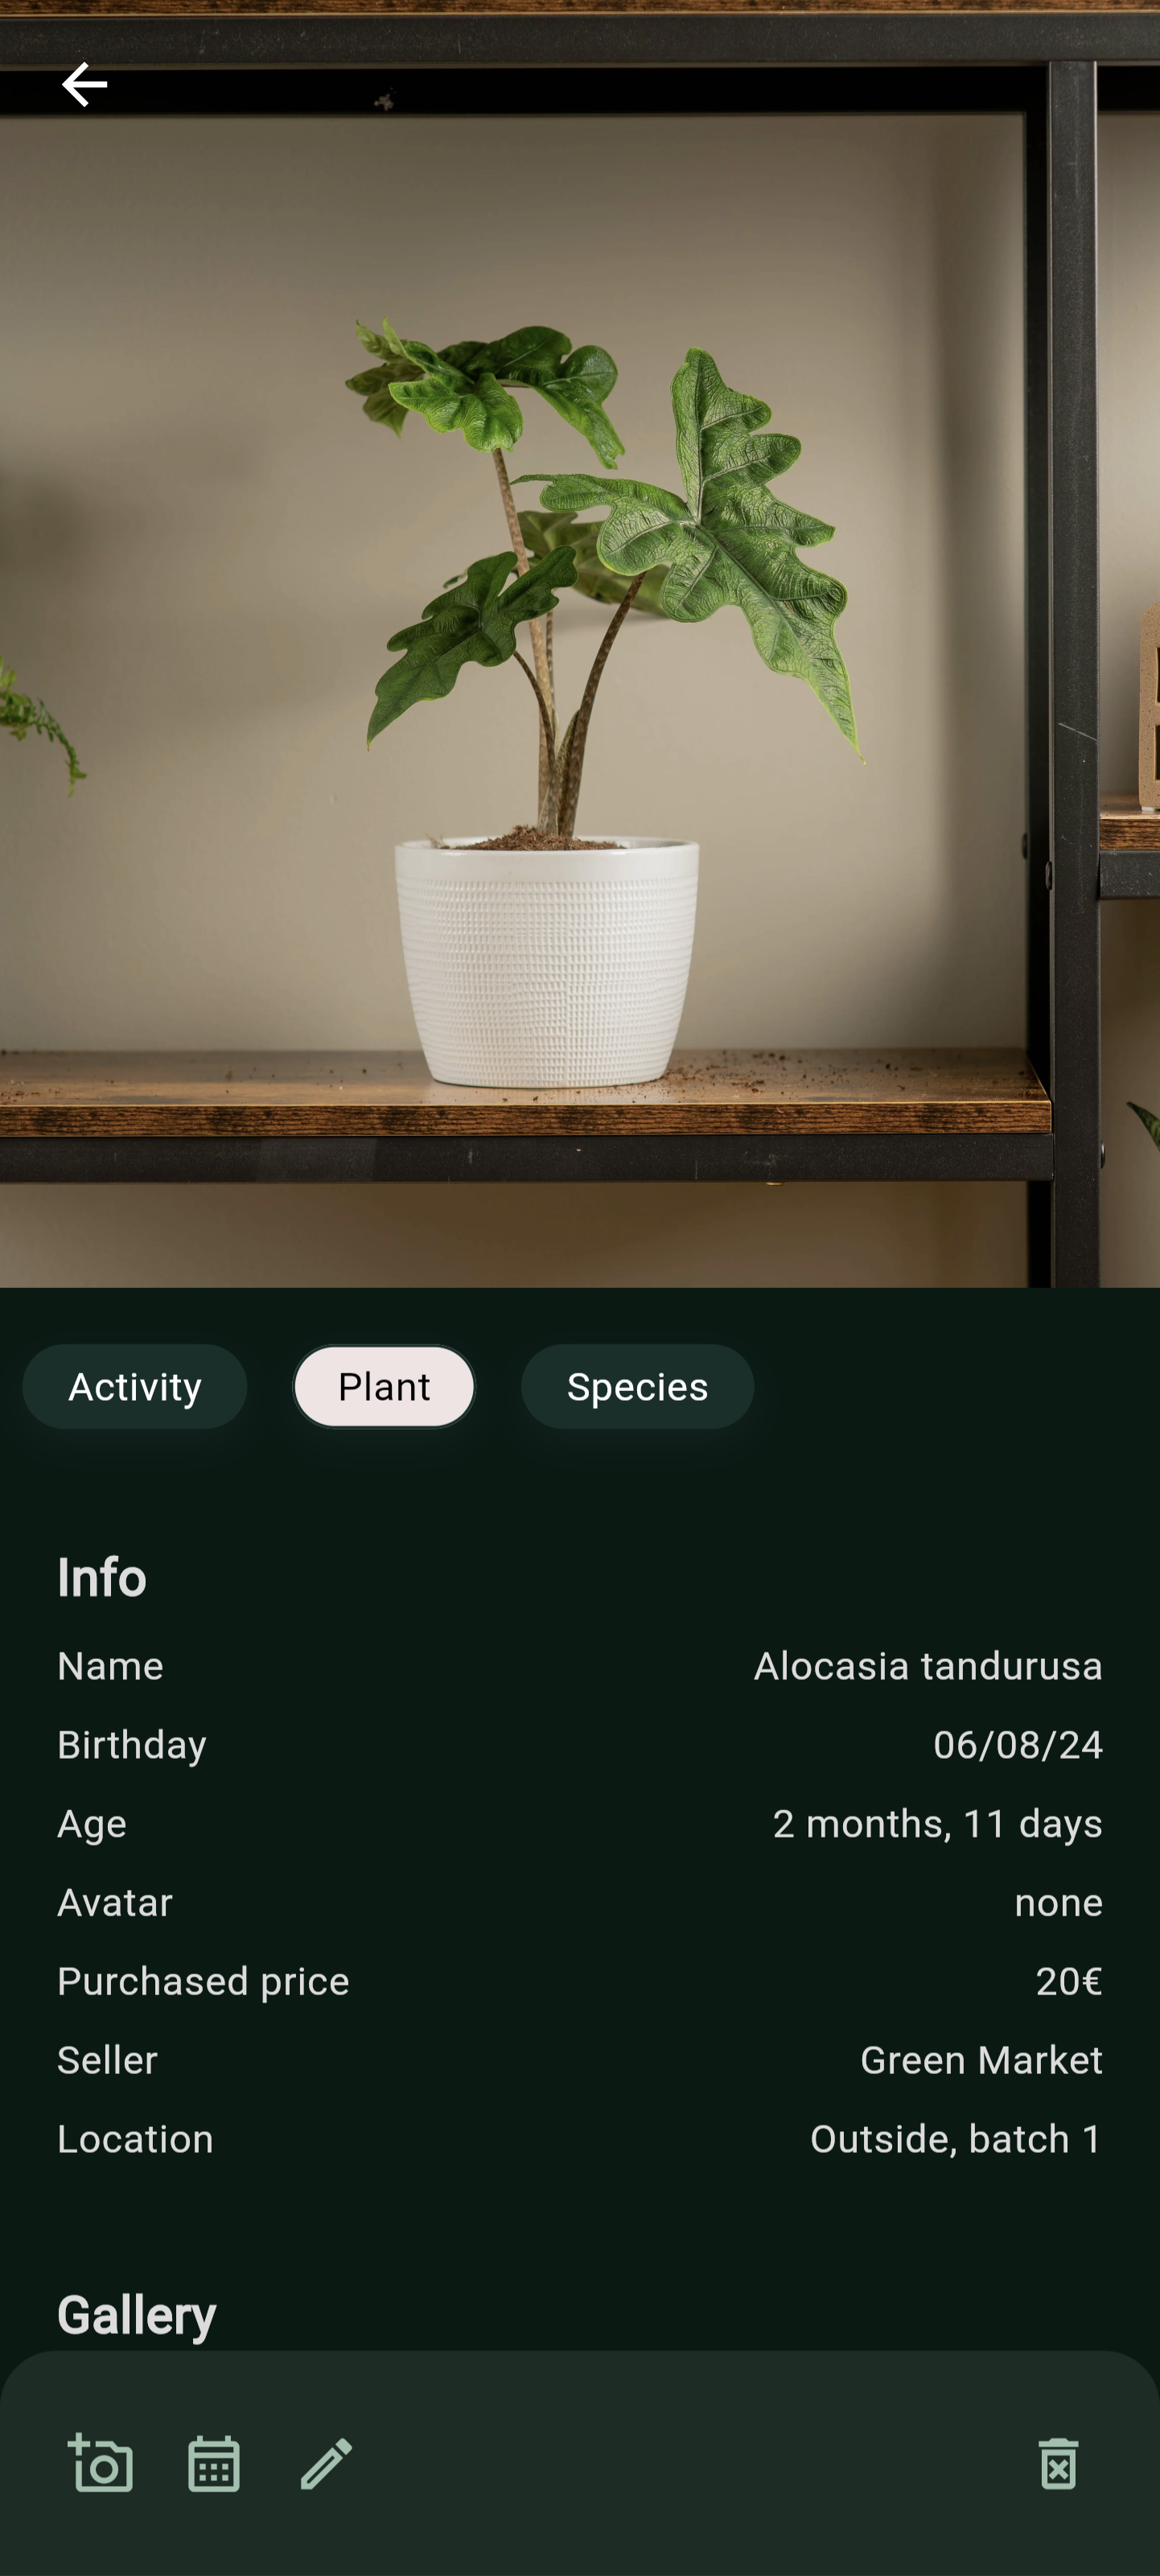 Activity
Plant
Species
Info
Name Alocasia tandurusa
Birthday 06/08/24
Age 2 months, 11 days
Avatar none
Purchased price 20€
Seller Green Market
Location Outside, batch 1
Gallery